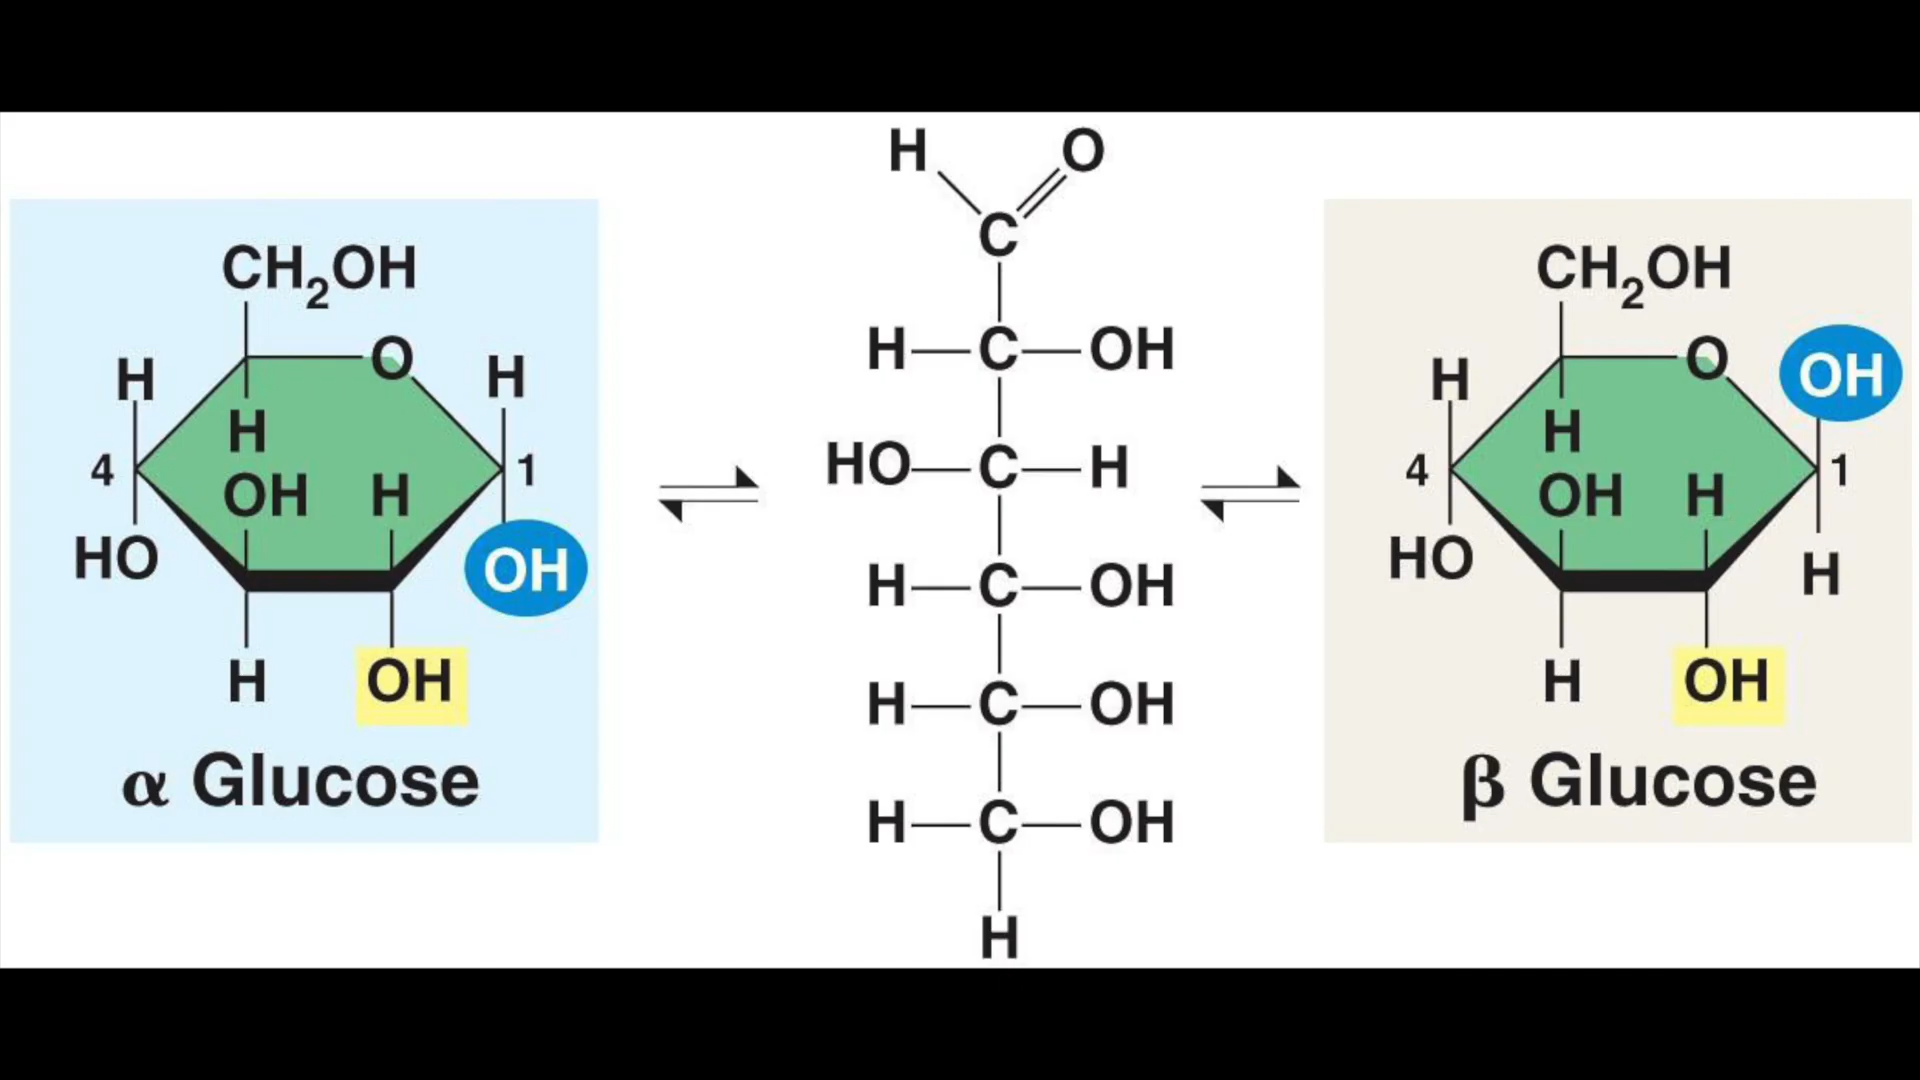 CH2OH
H O H
H
4 OH H 1
HO OH
H OH
α Glucose
H O
C
H C OH
HO C H
H C OH
H C OH
H C OH
H
CH2OH
H O OH
H
4 OH H 1
HO H
H OH
β Glucose